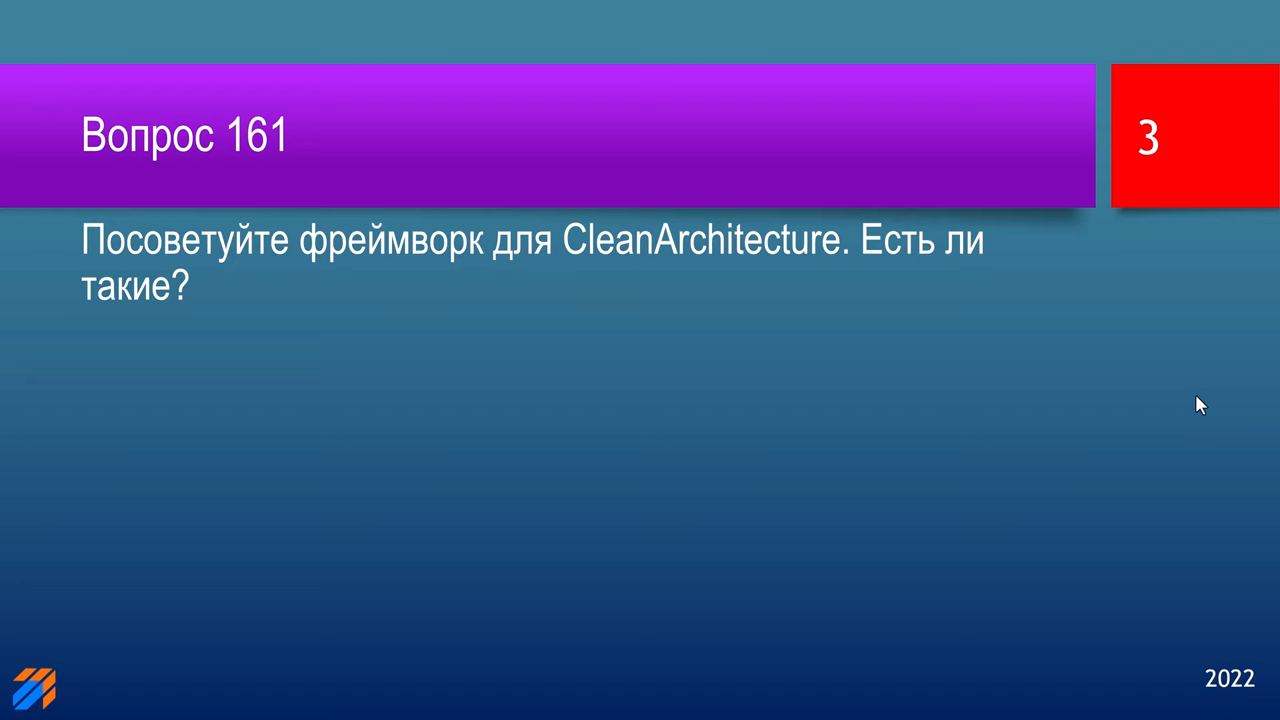 Вопрос 161
3
Посоветуйте фреймворк для CleanArchitecture. Есть ли
такие?
2022